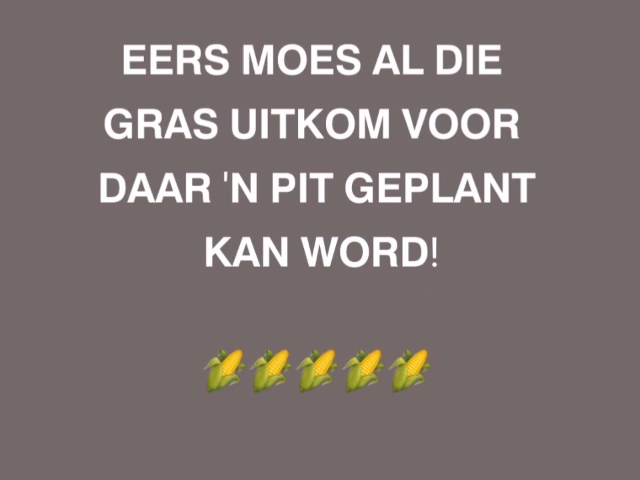 EERS MOES AL DIE
GRAS UITKOM VOOR
DAAR 'N PIT GEPLANT
KAN WORD!
🌽🌽🌽🌽🌽